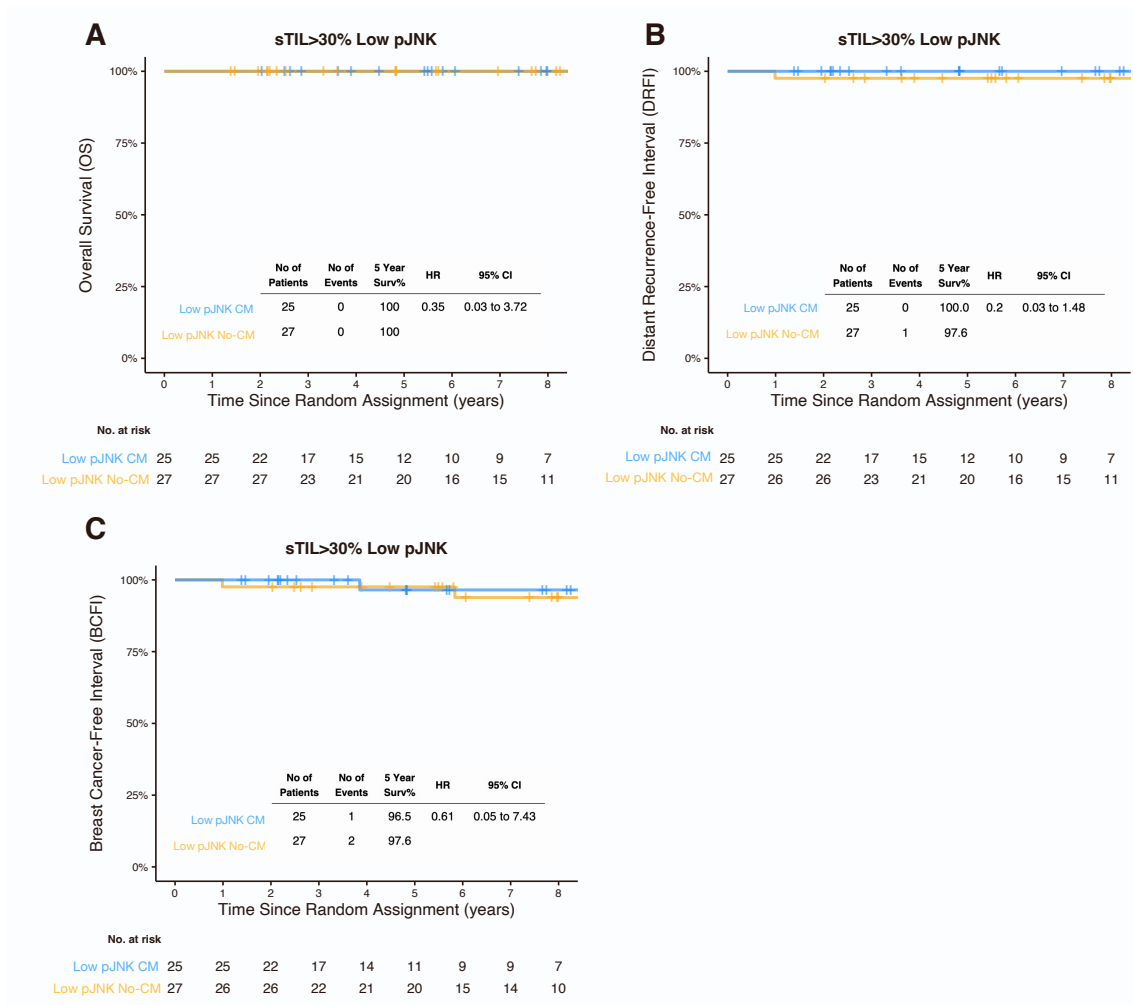 A
sTIL>30% Low pJNK
Overall Survival (OS)
100%
75%
50%
25%
0%
No of Patients No of Events 5 Year Surv% HR 95% CI
Low pJNK CM 25 0 100 0.35 0.03 to 3.72
Low pJNK No-CM 27 0 100
0 1 2 3 4 5 6 7 8
Time Since Random Assignment (years)
No. at risk
Low pJNK CM 25 25 22 17 15 12 10 9 7
Low pJNK No-CM 27 27 27 23 21 20 16 15 11
B
sTIL>30% Low pJNK
Distant Recurrence-Free Interval (DRFI)
100%
75%
50%
25%
0%
No of Patients No of Events 5 Year Surv% HR 95% CI
Low pJNK CM 25 0 100.0 0.2 0.03 to 1.48
Low pJNK No-CM 27 1 97.6
0 1 2 3 4 5 6 7 8
Time Since Random Assignment (years)
No. at risk
Low pJNK CM 25 25 22 17 15 12 10 9 7
Low pJNK No-CM 27 26 26 23 21 20 16 15 11
C
sTIL>30% Low pJNK
Breast Cancer-Free Interval (BCFI)
100%
75%
50%
25%
0%
No of Patients No of Events 5 Year Surv% HR 95% CI
Low pJNK CM 25 1 96.5 0.61 0.05 to 7.43
Low pJNK No-CM 27 2 97.6
0 1 2 3 4 5 6 7 8
Time Since Random Assignment (years)
No. at risk
Low pJNK CM 25 25 22 17 14 11 9 9 7
Low pJNK No-CM 27 26 26 22 21 20 15 14 10